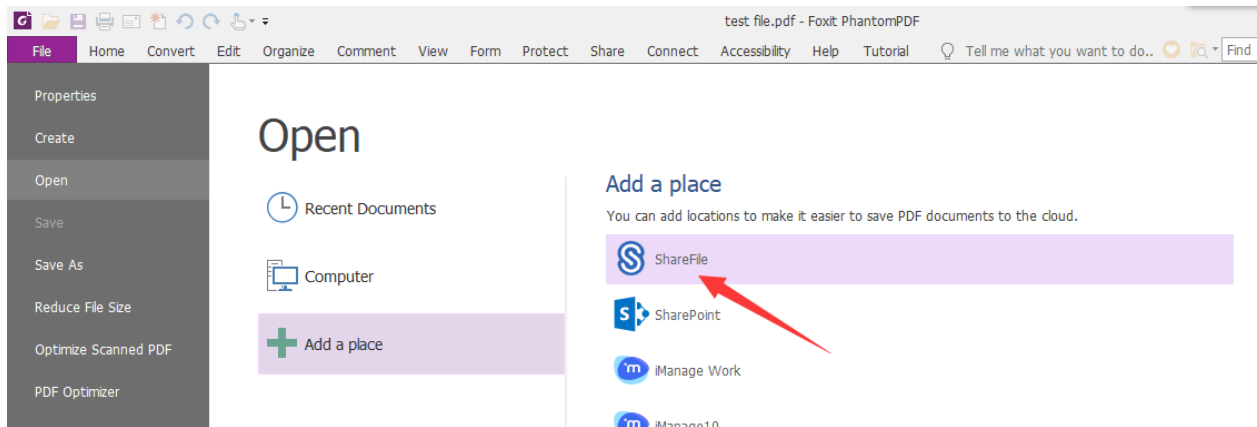 test file.pdf - Foxit PhantomPDF
File Home Convert Edit Organize Comment View Form Protect Share Connect Accessibility Help Tutorial Tell me what you want to do.. Find
Properties
Create
Open
Save
Save As
Reduce File Size
Optimize Scanned PDF
PDF Optimizer
Open
Recent Documents
Computer
Add a place
Add a place
You can add locations to make it easier to save PDF documents to the cloud.
ShareFile
SharePoint
iManage Work
iManage10